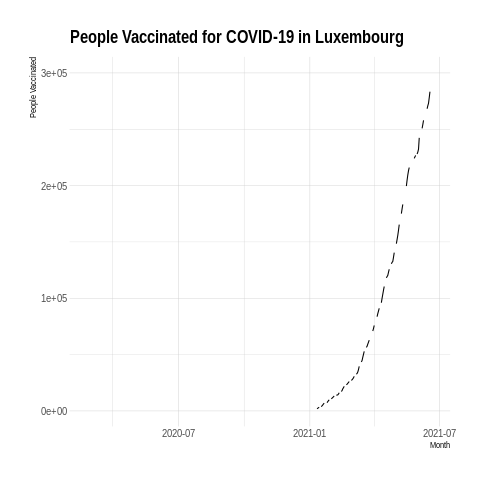 People Vaccinated for COVID-19 in Luxembourg
People Vaccinated
3e+05
2e+05
1e+05
0e+00
2020-07
2021-01
2021-07
Month